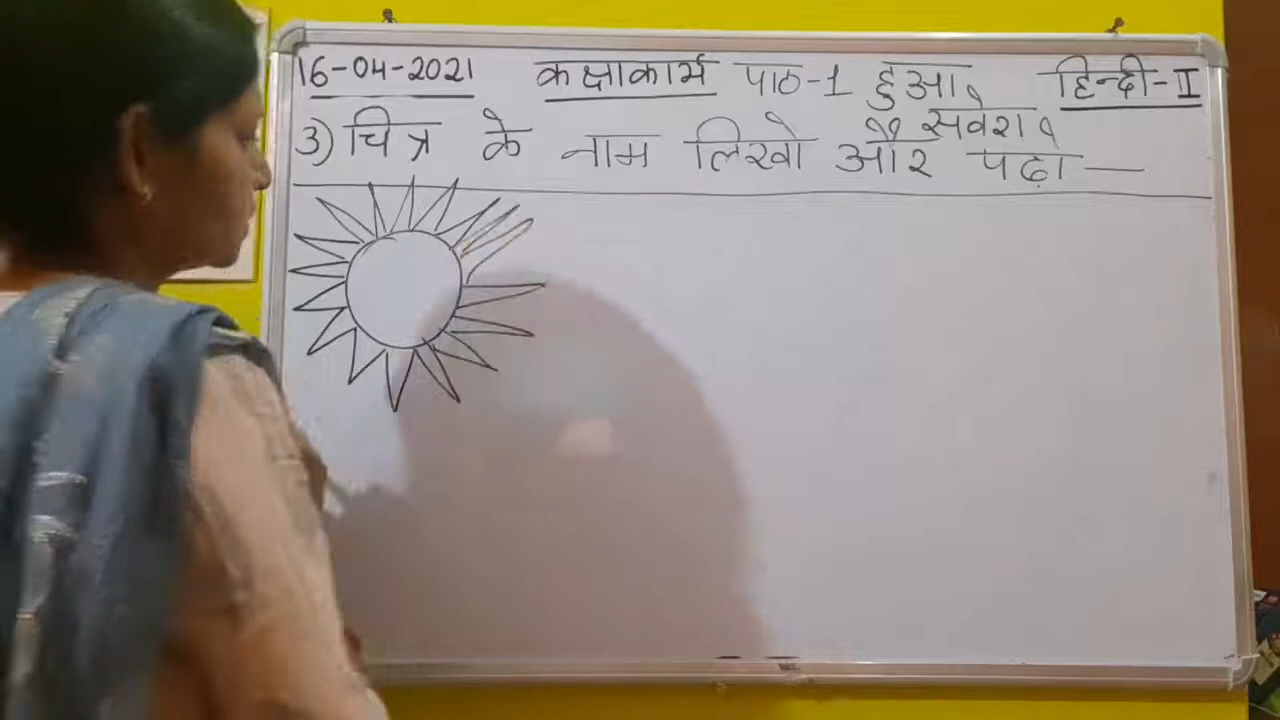 16-04-2021 कक्षाकार्य पाठ-1 हुआ हिन्दी-II
सवेरा
3) चित्र के नाम लिखो और पढ़ो—